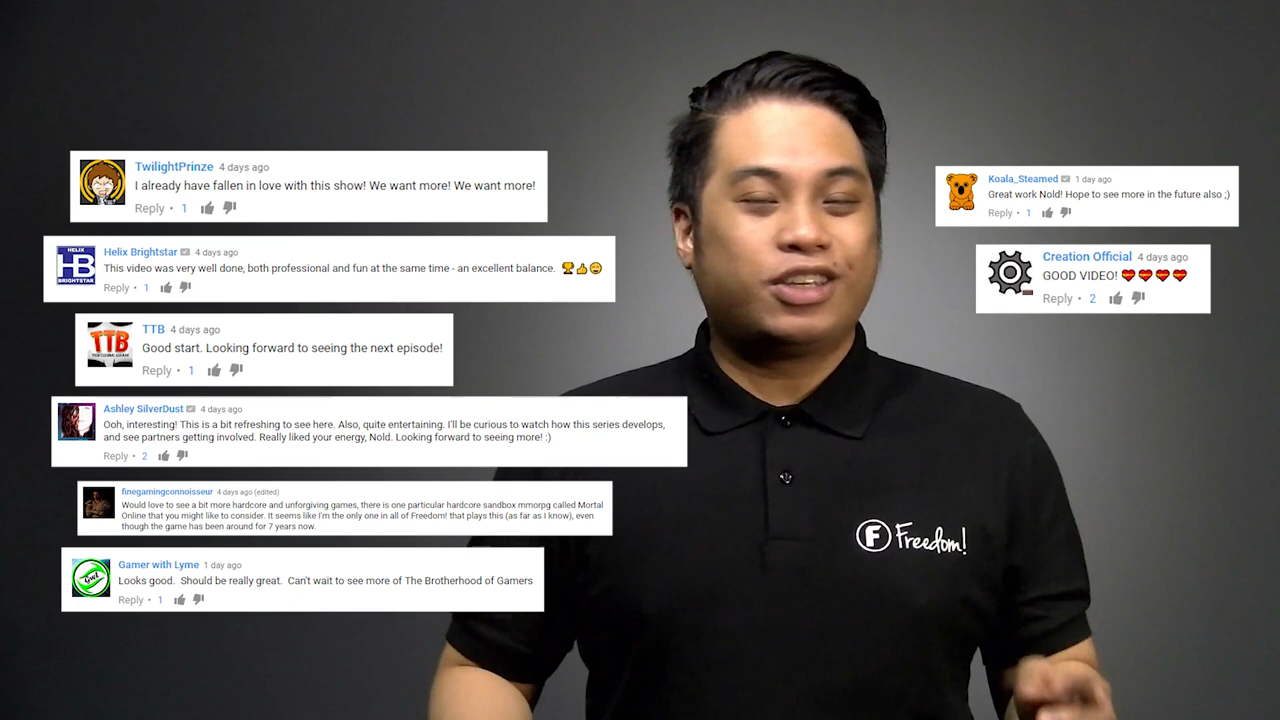 TwilightPrinze 4 days ago
I already have fallen in love with this show! We want more! We want more!
Reply • 1
HELIX
HB
BRIGHTSTAR
Helix Brightstar 4 days ago
This video was very well done, both professional and fun at the same time - an excellent balance. 🏆👍😄
Reply • 1
TTB
TTB 4 days ago
Good start. Looking forward to seeing the next episode!
Reply • 1
Ashley SilverDust 4 days ago
Ooh, interesting! This is a bit refreshing to see here. Also, quite entertaining. I'll be curious to watch how this series develops,
and see partners getting involved. Really liked your energy, Nold. Looking forward to seeing more! :)
Reply • 2
finegamingconnoisseur 4 days ago (edited)
Would love to see a bit more hardcore and unforgiving games, there is one particular hardcore sandbox mmorpg called Mortal
Online that you might like to consider. It seems like I'm the only one in all of Freedom! that plays this (as far as I know), even
though the game has been around for 7 years now.
GWL
Gamer with Lyme 1 day ago
Looks good. Should be really great. Can't wait to see more of The Brotherhood of Gamers
Reply • 1
Koala_Steamed 1 day ago
Great work Nold! Hope to see more in the future also ;)
Reply • 1
Creation Official 4 days ago
GOOD VIDEO! ❤❤❤❤
Reply • 2
F Freedom!